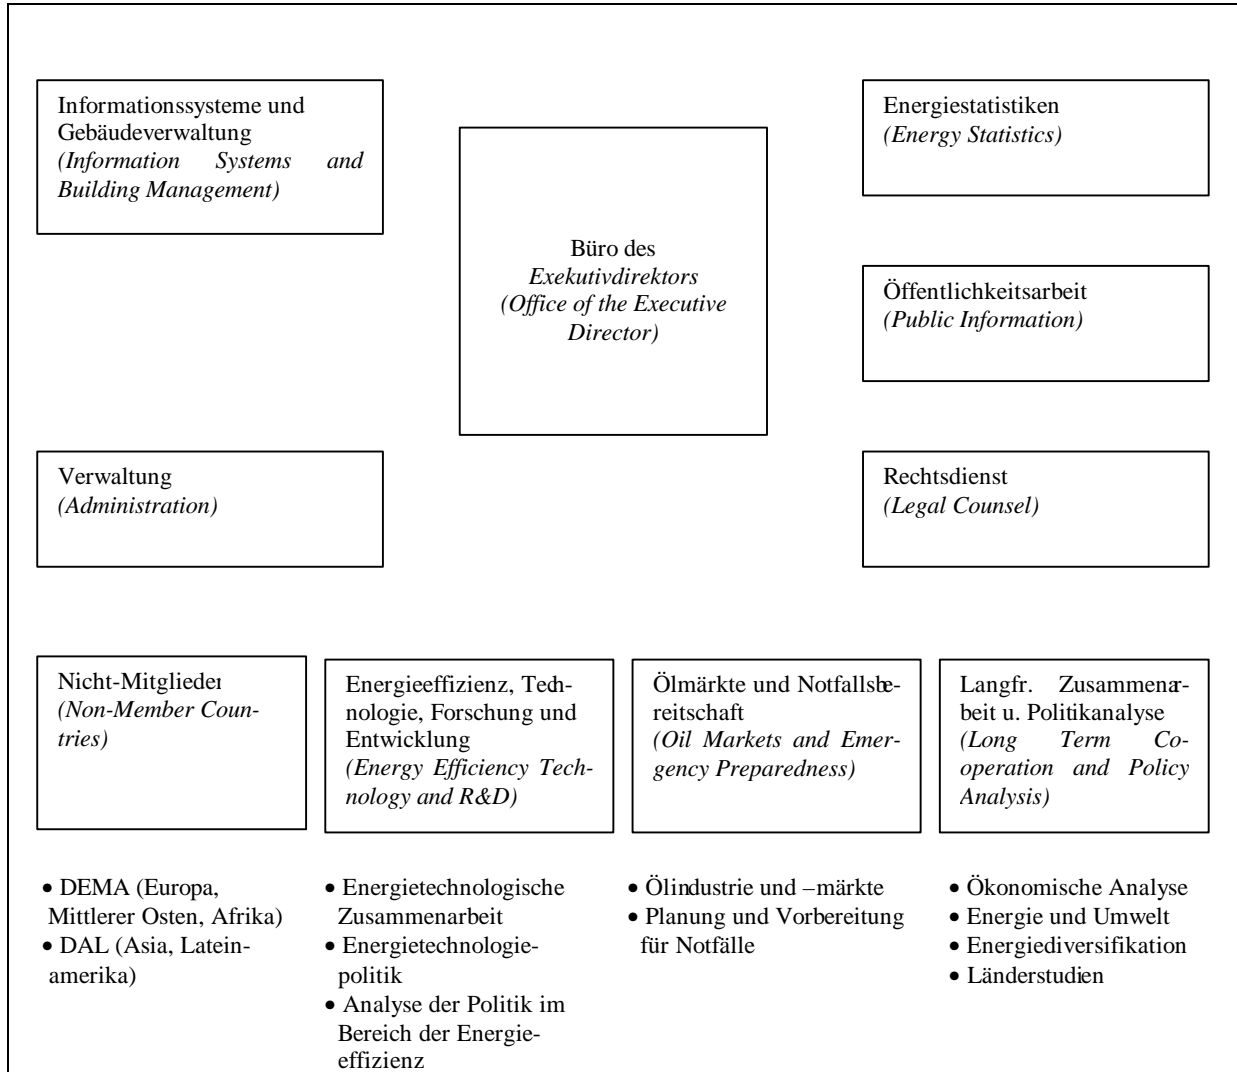 Informationssysteme und
Gebäudeverwaltung
(Information Systems and
Building Management)
Büro des
Exekutivdirektors
(Office of the Executive
Director)
Energiestatistiken
(Energy Statistics)
Öffentlichkeitsarbeit
(Public Information)
Verwaltung
(Administration)
Rechtsdienst
(Legal Counsel)
Nicht-Mitglieder
(Non-Member Coun-
tries)
Energieeffizienz, Tech-
nologie, Forschung und
Entwicklung
(Energy Efficiency Tech-
nology and R&D)
Ölmärkte und Notfallsbe-
reitschaft
(Oil Markets and Emer-
gency Preparedness)
Langfr. Zusammenar-
beit u. Politikanalyse
(Long Term Co-
operation and Policy
Analysis)
• DEMA (Europa,
Mittlerer Osten, Afrika)
• DAL (Asia, Latein-
amerika)
• Energietechnologische
Zusammenarbeit
• Energietechnologie-
politik
• Analyse der Politik im
Bereich der Energie-
effizienz
• Ölindustrie und –märkte
• Planung und Vorbereitung
für Notfälle
• Ökonomische Analyse
• Energie und Umwelt
• Energiediversifikation
• Länderstudien